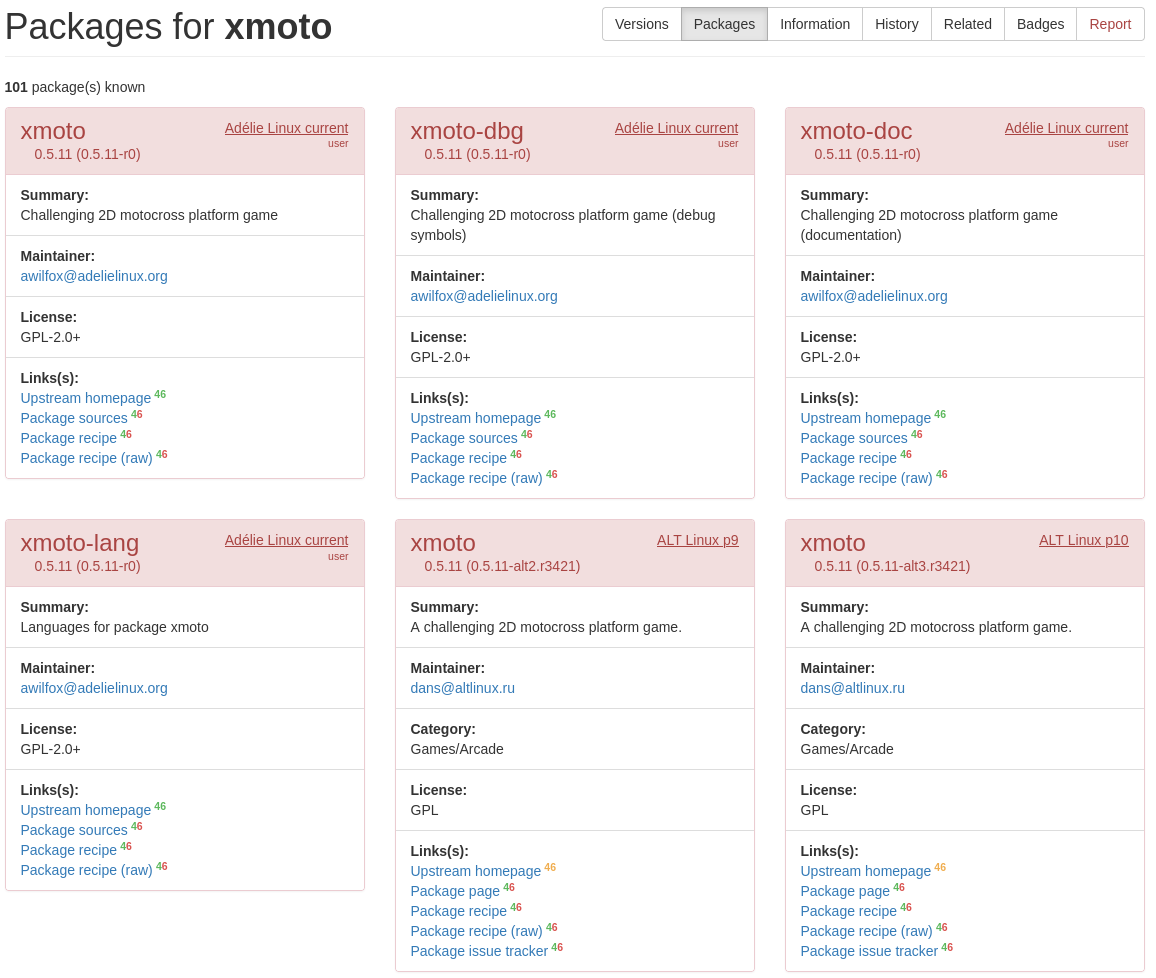 Packages for xmoto
Versions Packages Information History Related Badges Report
101 package(s) known
xmoto Adélie Linux current
user
0.5.11 (0.5.11-r0)
Summary:
Challenging 2D motocross platform game
Maintainer:
awilfox@adelielinux.org
License:
GPL-2.0+
Links(s):
Upstream homepage 46
Package sources 46
Package recipe 46
Package recipe (raw) 46
xmoto-dbg Adélie Linux current
user
0.5.11 (0.5.11-r0)
Summary:
Challenging 2D motocross platform game (debug
symbols)
Maintainer:
awilfox@adelielinux.org
License:
GPL-2.0+
Links(s):
Upstream homepage 46
Package sources 46
Package recipe 46
Package recipe (raw) 46
xmoto-doc Adélie Linux current
user
0.5.11 (0.5.11-r0)
Summary:
Challenging 2D motocross platform game
(documentation)
Maintainer:
awilfox@adelielinux.org
License:
GPL-2.0+
Links(s):
Upstream homepage 46
Package sources 46
Package recipe 46
Package recipe (raw) 46
xmoto-lang Adélie Linux current
user
0.5.11 (0.5.11-r0)
Summary:
Languages for package xmoto
Maintainer:
awilfox@adelielinux.org
License:
GPL-2.0+
Links(s):
Upstream homepage 46
Package sources 46
Package recipe 46
Package recipe (raw) 46
xmoto ALT Linux p9
0.5.11 (0.5.11-alt2.r3421)
Summary:
A challenging 2D motocross platform game.
Maintainer:
dans@altlinux.ru
Category:
Games/Arcade
License:
GPL
Links(s):
Upstream homepage 46
Package page 46
Package recipe 46
Package recipe (raw) 46
Package issue tracker 46
xmoto ALT Linux p10
0.5.11 (0.5.11-alt3.r3421)
Summary:
A challenging 2D motocross platform game.
Maintainer:
dans@altlinux.ru
Category:
Games/Arcade
License:
GPL
Links(s):
Upstream homepage 46
Package page 46
Package recipe 46
Package recipe (raw) 46
Package issue tracker 46